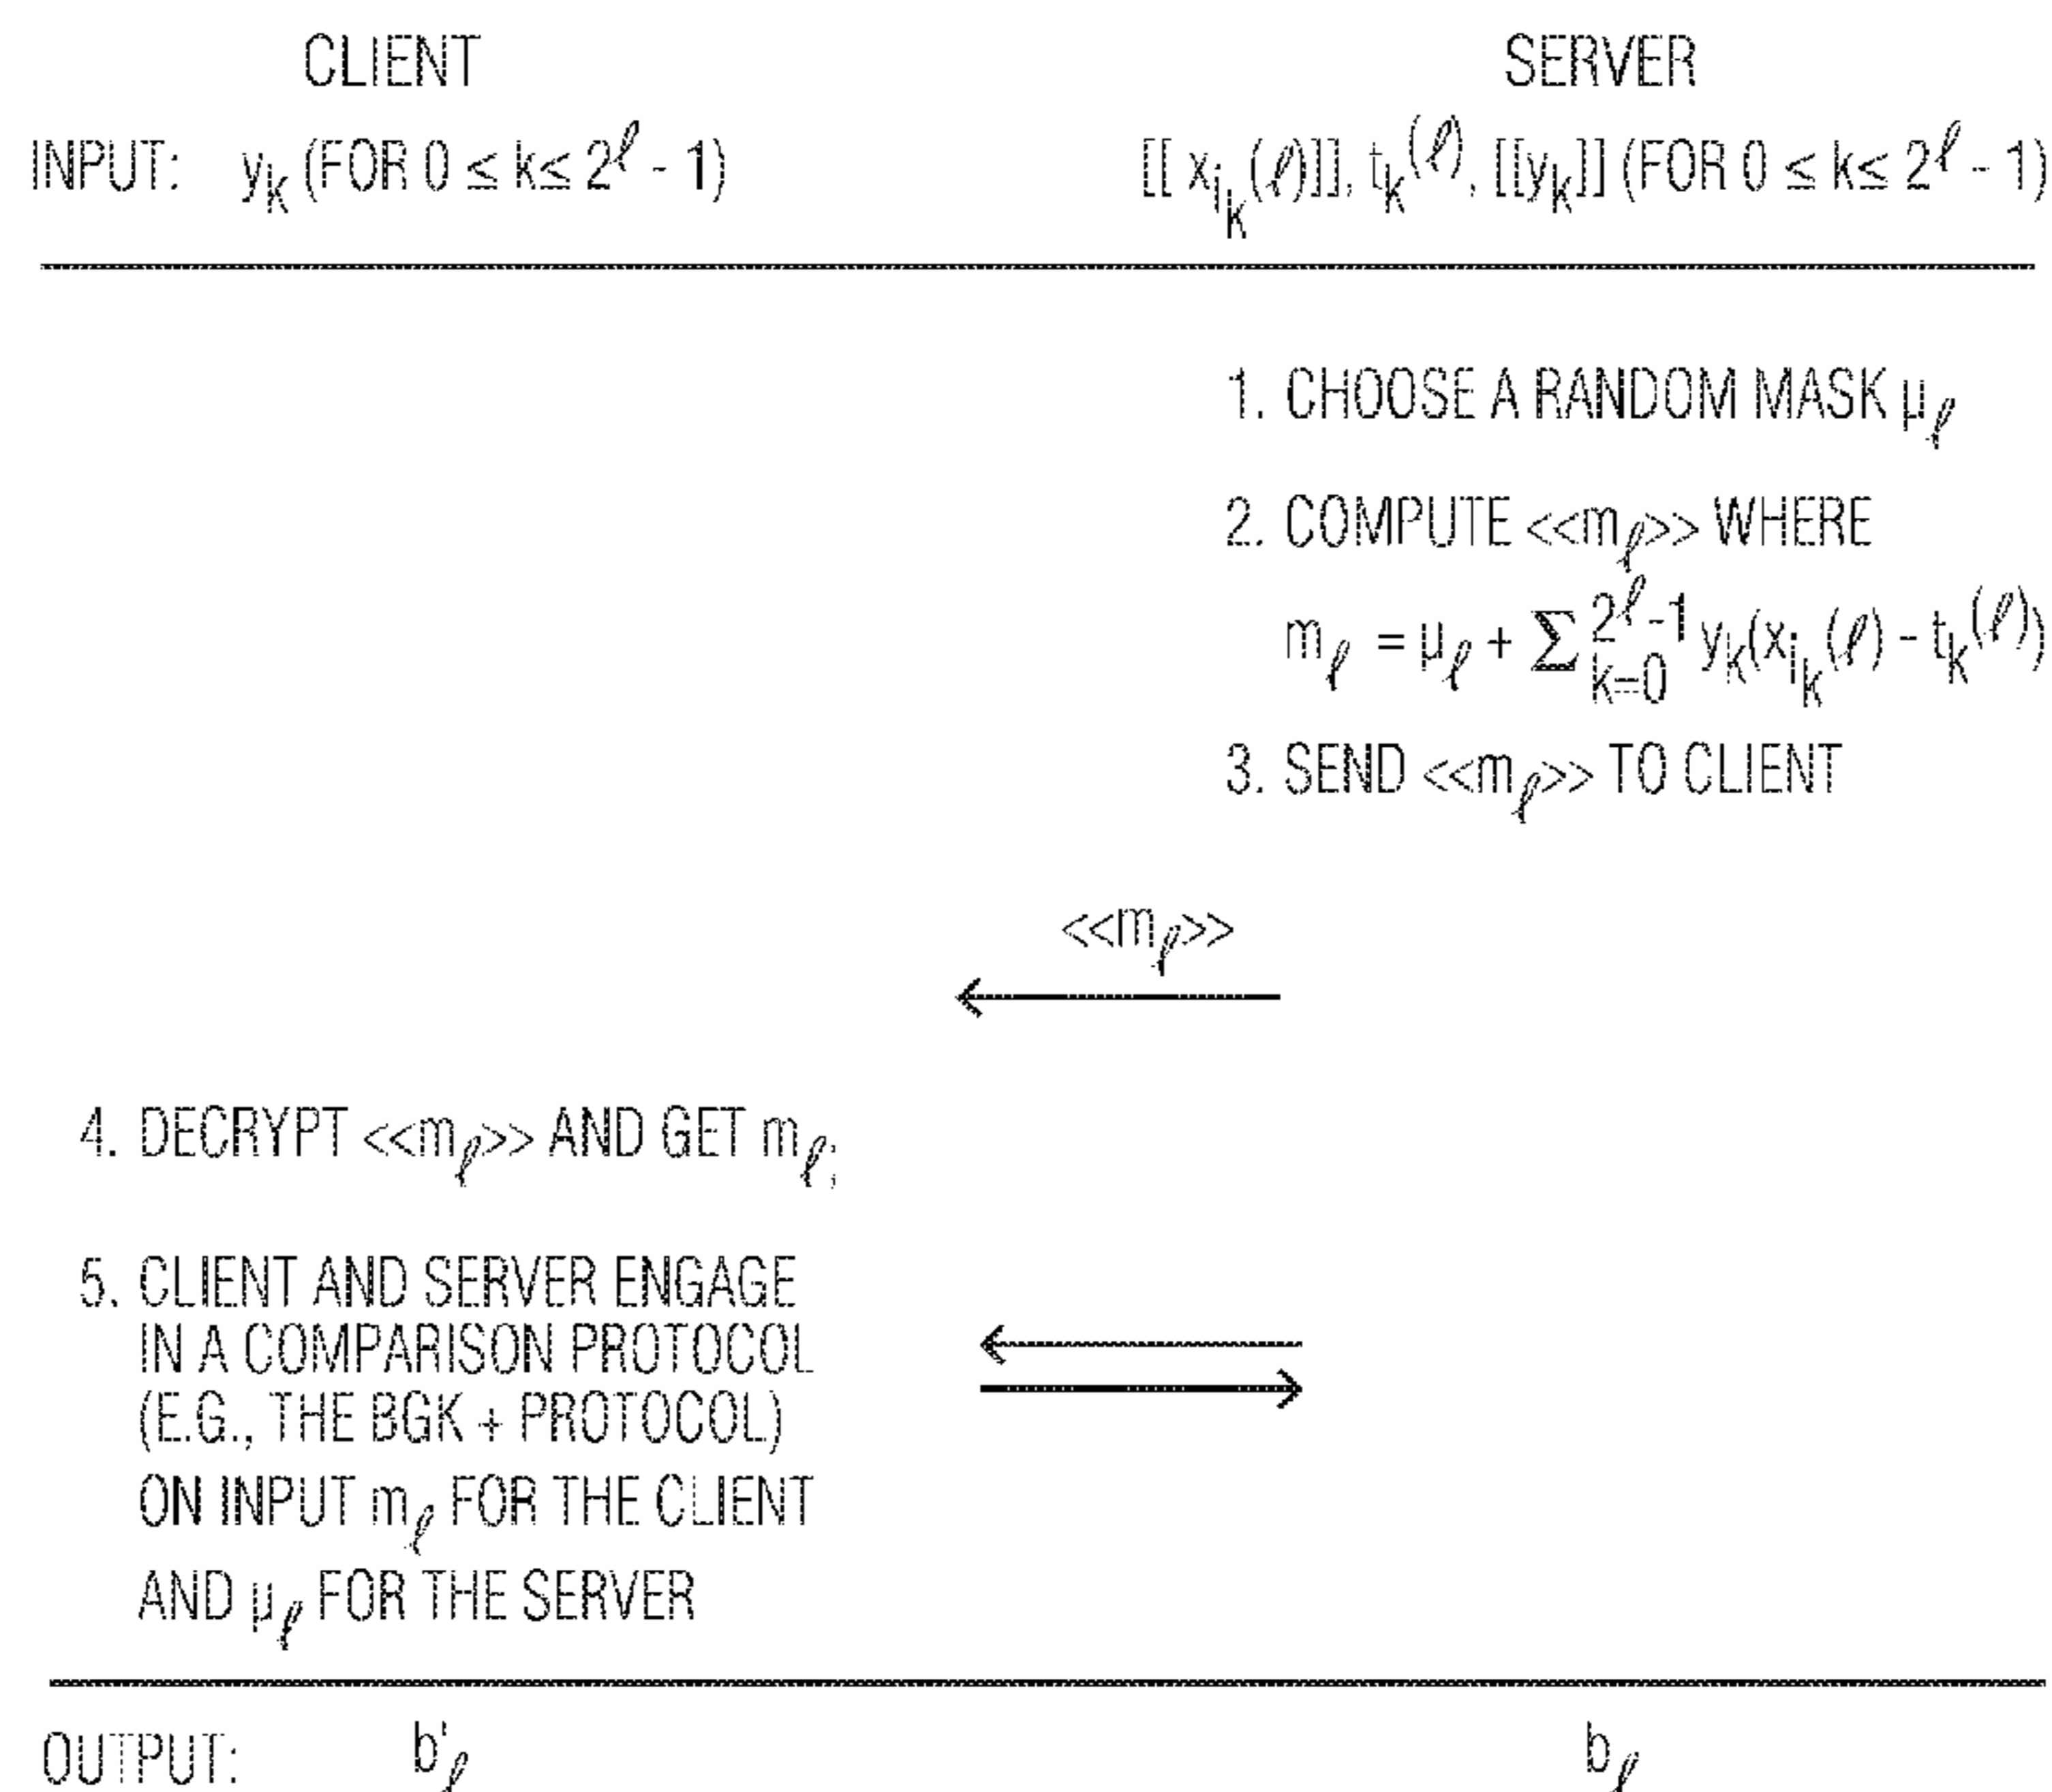 CLIENT SERVER
INPUT: yₖ (FOR 0 ≤ k ≤ 2^ℓ - 1) [[ x_{i_k}(ℓ)]], t_k^(ℓ), [[y_k]] (FOR 0 ≤ k ≤ 2^ℓ - 1)
1. CHOOSE A RANDOM MASK μ_ℓ
2. COMPUTE <<m_ℓ>> WHERE
m_ℓ = μ_ℓ + Σ_{k=0}^{2^ℓ-1} y_k(x_{i_k}(ℓ) - t_k^(ℓ))
3. SEND <<m_ℓ>> TO CLIENT
<<m_ℓ>>
4. DECRYPT <<m_ℓ>> AND GET m_ℓ;
5. CLIENT AND SERVER ENGAGE
IN A COMPARISON PROTOCOL
(E.G., THE BGK + PROTOCOL)
ON INPUT m_ℓ FOR THE CLIENT
AND μ_ℓ FOR THE SERVER
OUTPUT: b'_ℓ b_ℓ